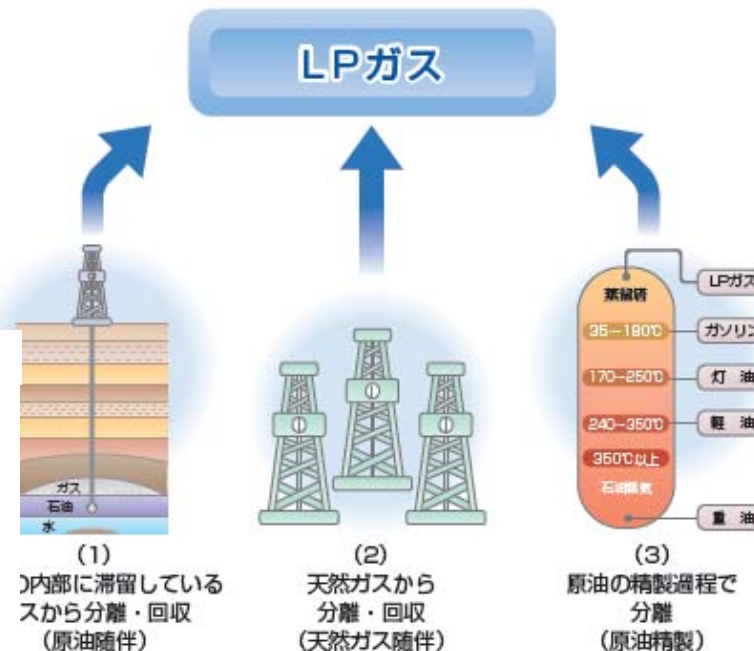 LPガス
蒸留塔
LPガス
35-180℃
ガソリン
170-250℃
灯 油
240-350℃
軽 油
350℃以上
石油蒸気
重 油
ガス
石油
水
(1)
の内部に滞留している
スから分離・回収
(原油随伴)
(2)
天然ガスから
分離・回収
(天然ガス随伴)
(3)
原油の精製過程で
分離
(原油精製)